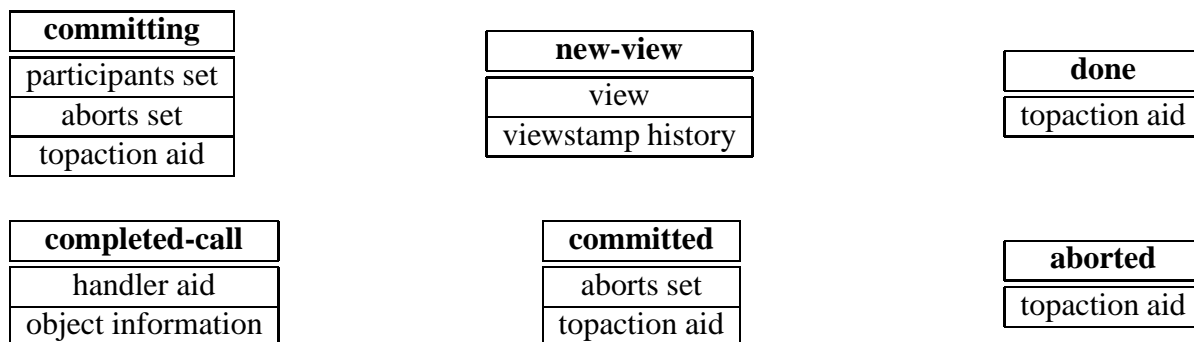 committing
participants set
aborts set
topaction aid
new-view
view
viewstamp history
done
topaction aid
completed-call
handler aid
object information
committed
aborts set
topaction aid
aborted
topaction aid